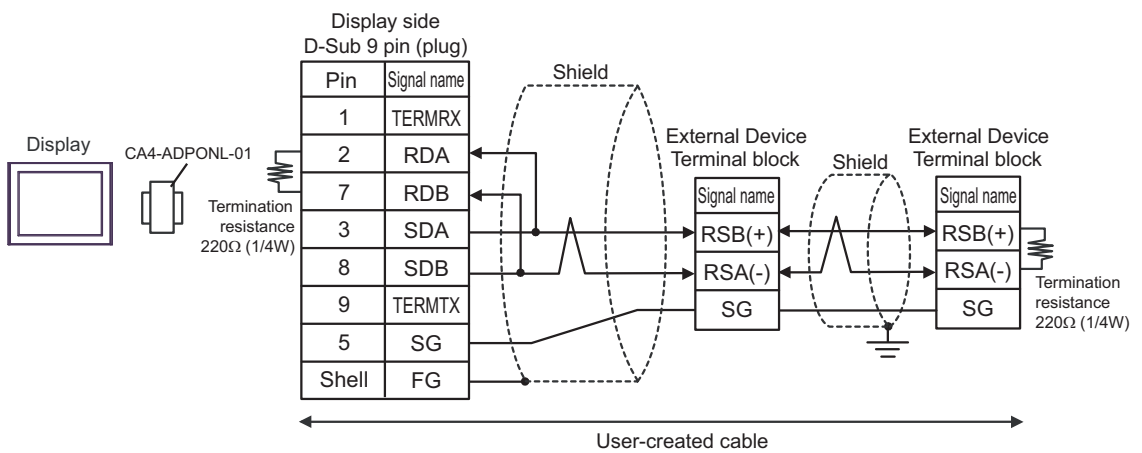 Display side
D-Sub 9 pin (plug)
Pin Signal name
1 TERMRX
2 RDA
7 RDB
3 SDA
8 SDB
9 TERMTX
5 SG
Shell FG
Display
CA4-ADPONL-01
Termination
resistance
220Ω (1/4W)
Shield
External Device
Terminal block
Signal name
RSB(+)
RSA(-)
SG
Shield
External Device
Terminal block
Signal name
RSB(+)
RSA(-)
SG
Termination
resistance
220Ω (1/4W)
User-created cable